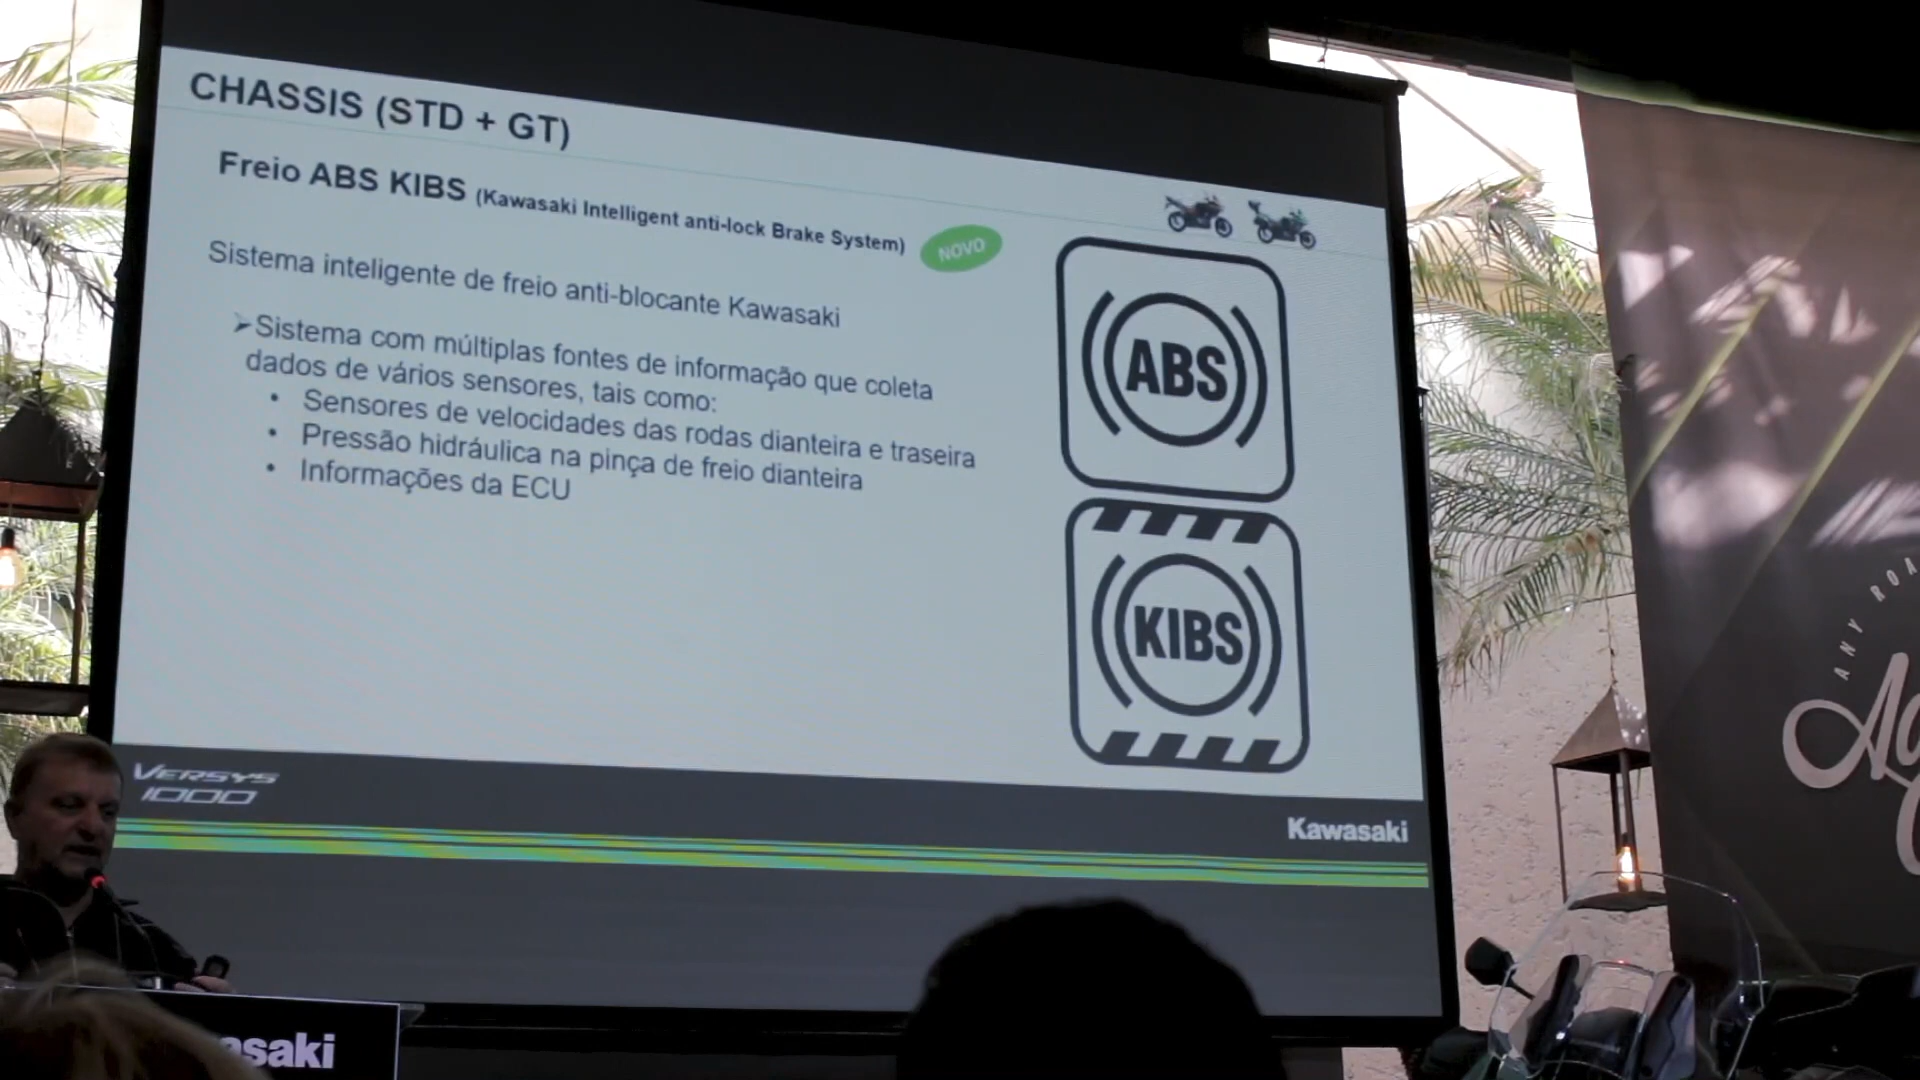 CHASSIS (STD + GT)
Freio ABS KIBS (Kawasaki Intelligent anti-lock Brake System)
NOVO
Sistema inteligente de freio anti-blocante Kawasaki
➢Sistema com múltiplas fontes de informação que coleta
dados de vários sensores, tais como:
• Sensores de velocidades das rodas dianteira e traseira
• Pressão hidráulica na pinça de freio dianteira
• Informações da ECU
ABS
KIBS
VERSYS
1000
Kawasaki
asaki
ANY ROA